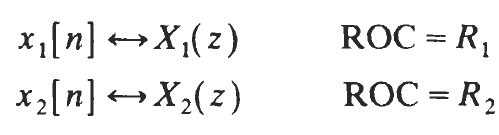 x₁[n] ↔ X₁(z) ROC = R₁
x₂[n] ↔ X₂(z) ROC = R₂